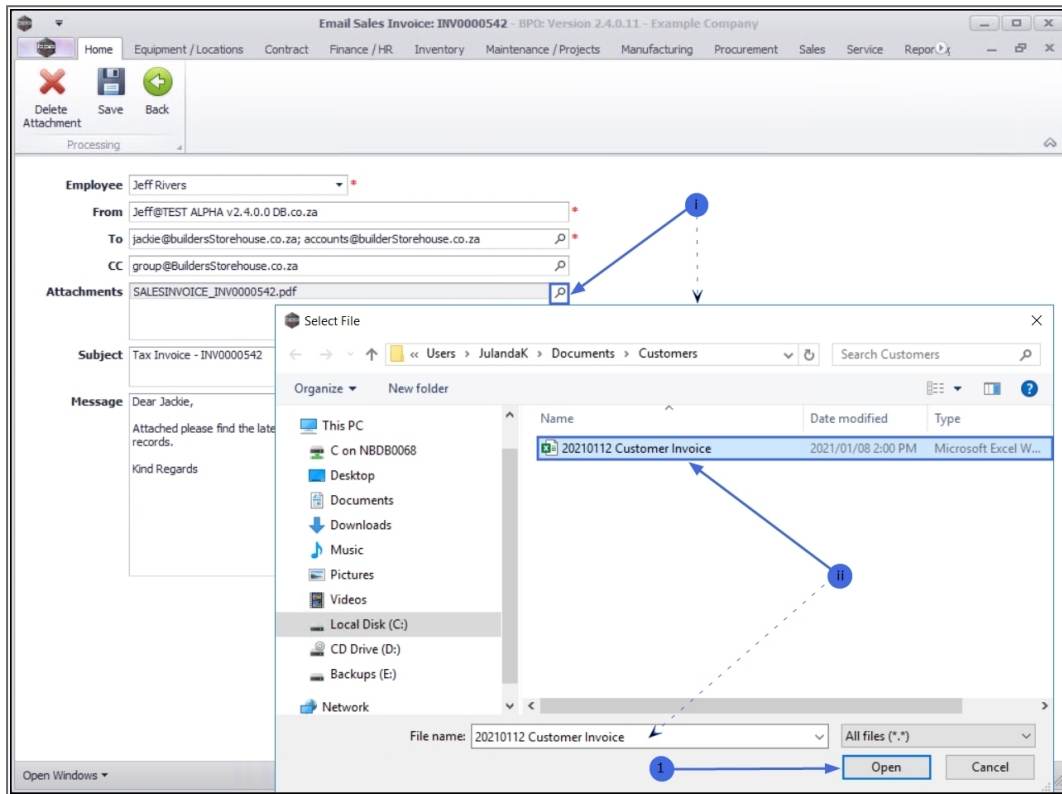 Email Sales Invoice: INV0000542 - BPO: Version 2.4.0.11 - Example Company
Home Equipment / Locations Contract Finance / HR Inventory Maintenance / Projects Manufacturing Procurement Sales Service
Delete Attachment Save Back
Processing
Employee Jeff Rivers *
From Jeff@TEST ALPHA v2.4.0.0 DB.co.za *
To jackie@buildersStorehouse.co.za; accounts@builderStorehouse.co.za *
CC group@BuildersStorehouse.co.za
Attachments SALESINVOICE_INV0000542.pdf
i
Select File
« Users > JulandaK > Documents > Customers Search Customers
Subject Tax Invoice - INV0000542
Organize New folder
Message Dear Jackie,
Attached please find the late
records.
Kind Regards
Name Date modified Type
This PC
20210112 Customer Invoice 2021/01/08 2:00 PM Microsoft Excel W...
C on NBDB0068
Desktop
Documents
Downloads
Music
Pictures
Videos
Local Disk (C:)
CD Drive (D:)
Backups (E:)
Network
ii
File name: 20210112 Customer Invoice All files (*.*)
1
Open Cancel
Open Windows